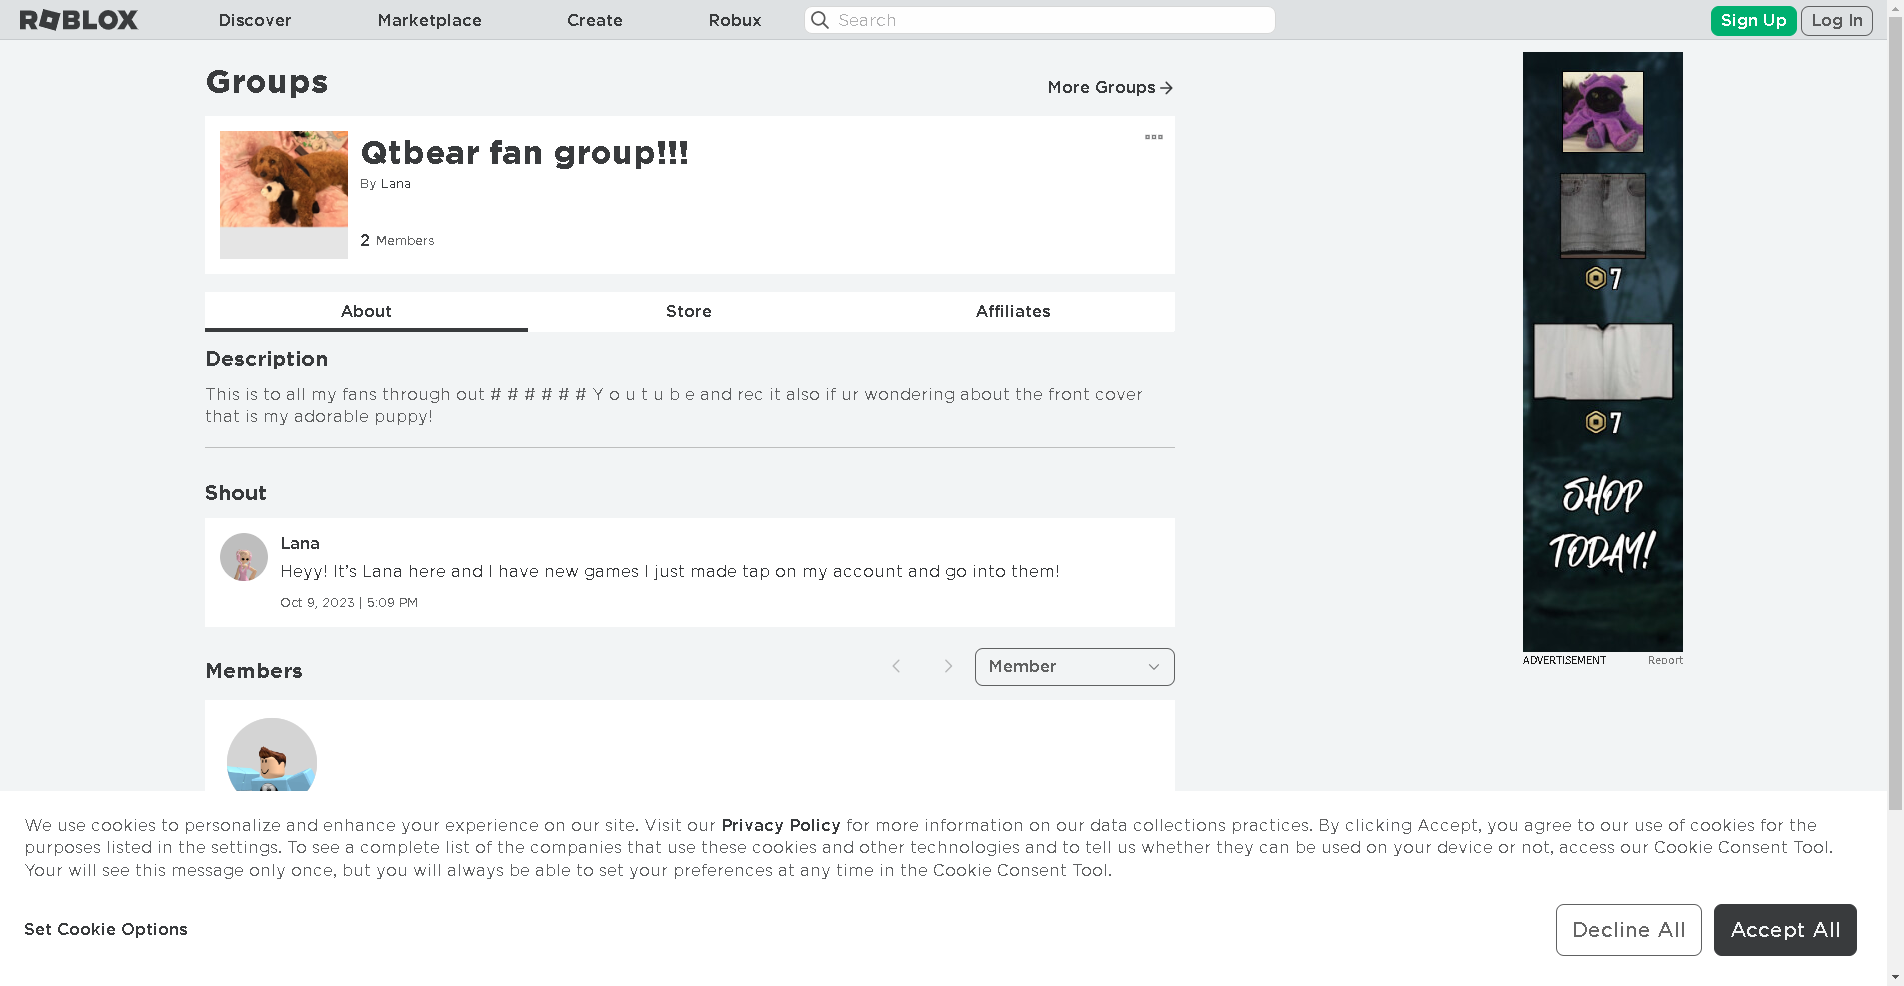 ROBLOX Discover Marketplace Create Robux Search Sign Up Log In
Groups
More Groups
Qtbear fan group!!!
By Lana
2 Members
About Store Affiliates
Description
This is to all my fans through out # # # # # # Y o u t u b e and rec it also if ur wondering about the front cover
that is my adorable puppy!
Shout
Lana
Heyy! It’s Lana here and I have new games I just made tap on my account and go into them!
Oct 9, 2023 | 5:09 PM
Members
Member
7
7
SHOP
TODAY!
ADVERTISEMENT Report
We use cookies to personalize and enhance your experience on our site. Visit our Privacy Policy for more information on our data collections practices. By clicking Accept, you agree to our use of cookies for the
purposes listed in the settings. To see a complete list of the companies that use these cookies and other technologies and to tell us whether they can be used on your device or not, access our Cookie Consent Tool.
Your will see this message only once, but you will always be able to set your preferences at any time in the Cookie Consent Tool.
Set Cookie Options
Decline All
Accept All